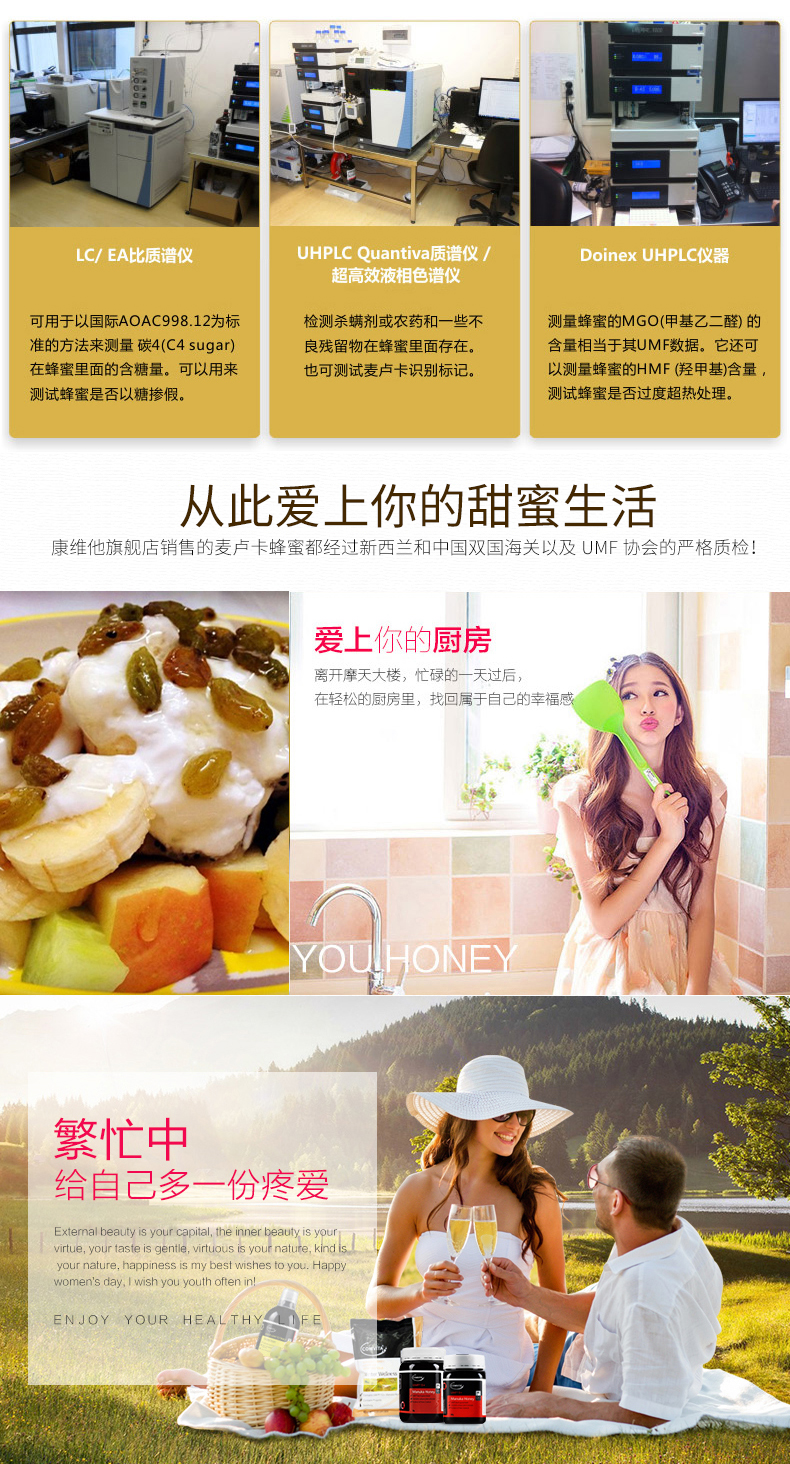 LC/ EA比质谱仪
可用于以国际AOAC998.12为标
准的方法来测量 碳4(C4 sugar)
在蜂蜜里面的含糖量。可以用来
测试蜂蜜是否以糖掺假。
UHPLC Quantiva质谱仪 /
超高效液相色谱仪
检测杀螨剂或农药和一些不
良残留物在蜂蜜里面存在。
也可测试麦卢卡识别标记。
Doinex UHPLC仪器
测量蜂蜜的MGO(甲基乙二醛) 的
含量相当于其UMF数据。它还可
以测量蜂蜜的HMF (羟甲基)含量，
测试蜂蜜是否过度超热处理。
从此爱上你的甜蜜生活
康维他旗舰店销售的麦卢卡蜂蜜都经过新西兰和中国双国海关以及 UMF 协会的严格质检！
爱上你的厨房
离开摩天大楼，忙碌的一天过后，
在轻松的厨房里，找回属于自己的幸福感
YOU HONEY
繁忙中
给自己多一份疼爱
External beauty is your capital, the inner beauty is your
virtue, your taste is gentle, virtuous is your nature, kind is
your nature, happiness is my best wishes to you. Happy
women's day, I wish you youth often in!
ENJOY YOUR HEALTHY LIFE
COMVITA
Manuka Honey
Manuka Honey